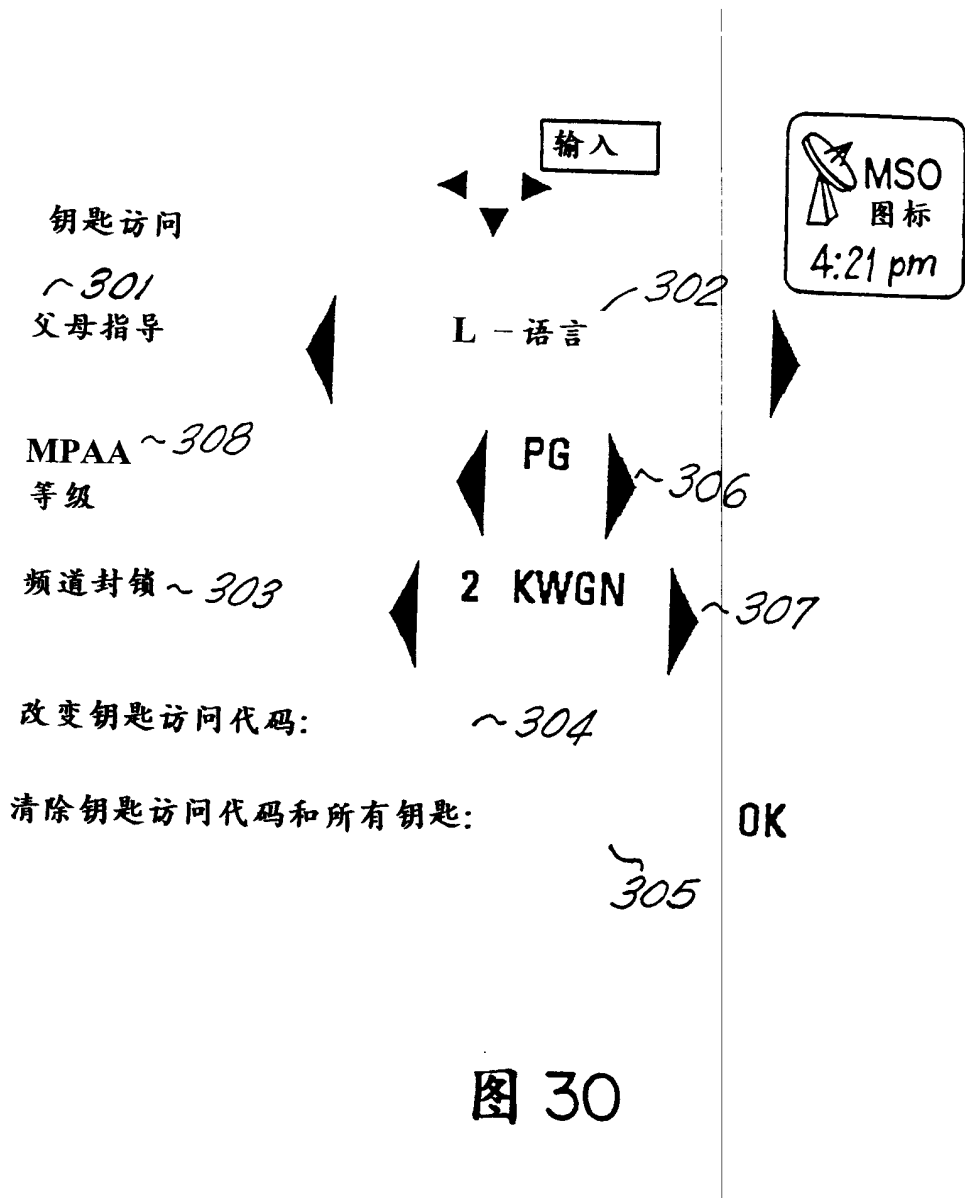 输入
MSO
图标
4:21 pm
钥匙访问
301
父母指导
L - 语言
302
MPAA
308
等级
PG
306
频道封锁
303
2 KWGN
307
改变钥匙访问代码:
304
清除钥匙访问代码和所有钥匙:
OK
305
图 30